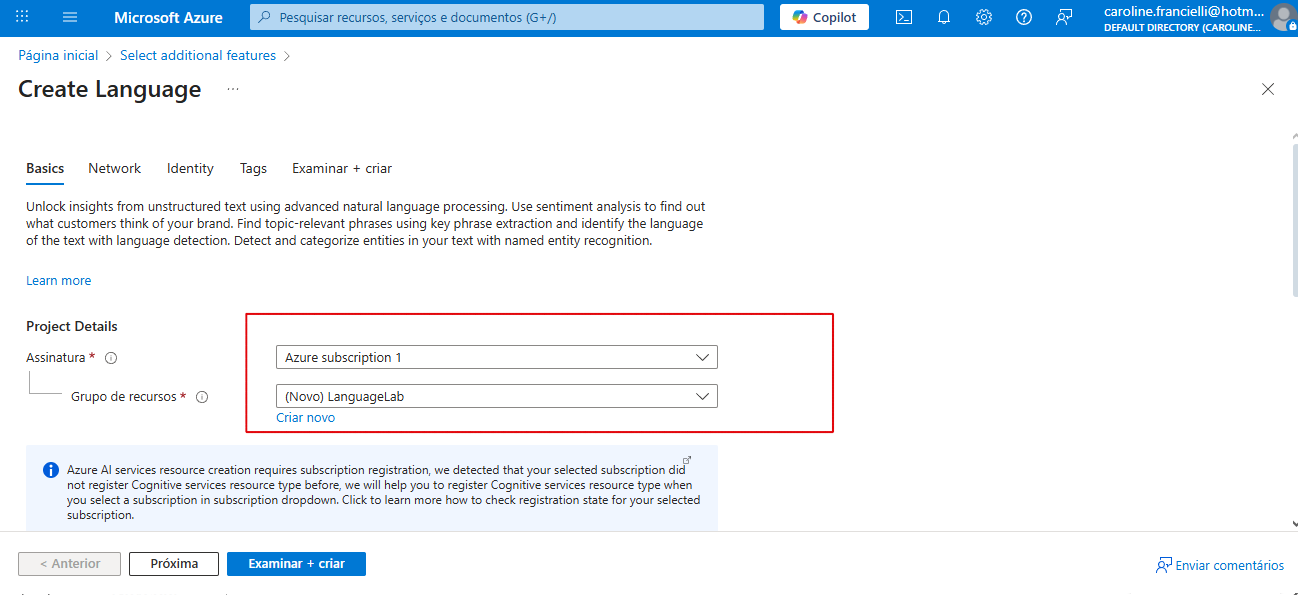 Microsoft Azure
Pesquisar recursos, serviços e documentos (G+/)
Copilot
caroline.francielli@hotm...
DEFAULT DIRECTORY (CAROLINE....
Página inicial > Select additional features >
Create Language ...
Basics Network Identity Tags Examinar + criar
Unlock insights from unstructured text using advanced natural language processing. Use sentiment analysis to find out
what customers think of your brand. Find topic-relevant phrases using key phrase extraction and identify the language
of the text with language detection. Detect and categorize entities in your text with named entity recognition.
Learn more
Project Details
Assinatura *
Azure subscription 1
Grupo de recursos *
(Novo) LanguageLab
Criar novo
Azure AI services resource creation requires subscription registration, we detected that your selected subscription did
not register Cognitive services resource type before, we will help you to register Cognitive services resource type when
you select a subscription in subscription dropdown. Click to learn more how to check registration state for your selected
subscription.
< Anterior
Próxima
Examinar + criar
Enviar comentários